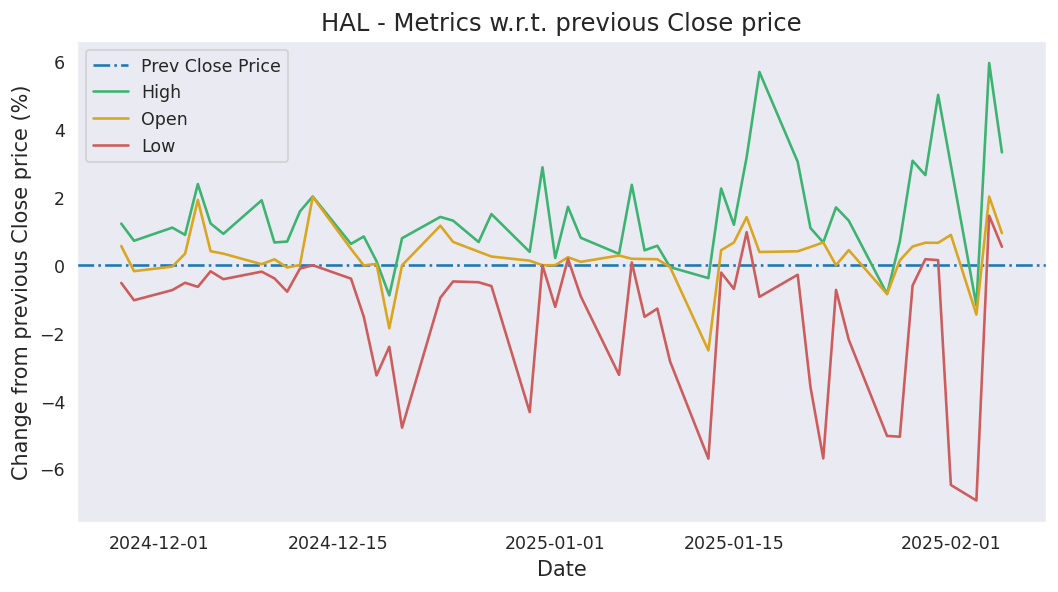 HAL - Metrics w.r.t. previous Close price
Prev Close Price
High
Open
Low
Change from previous Close price (%)
6
4
2
0
−2
−4
−6
2024-12-01
2024-12-15
2025-01-01
2025-01-15
2025-02-01
Date